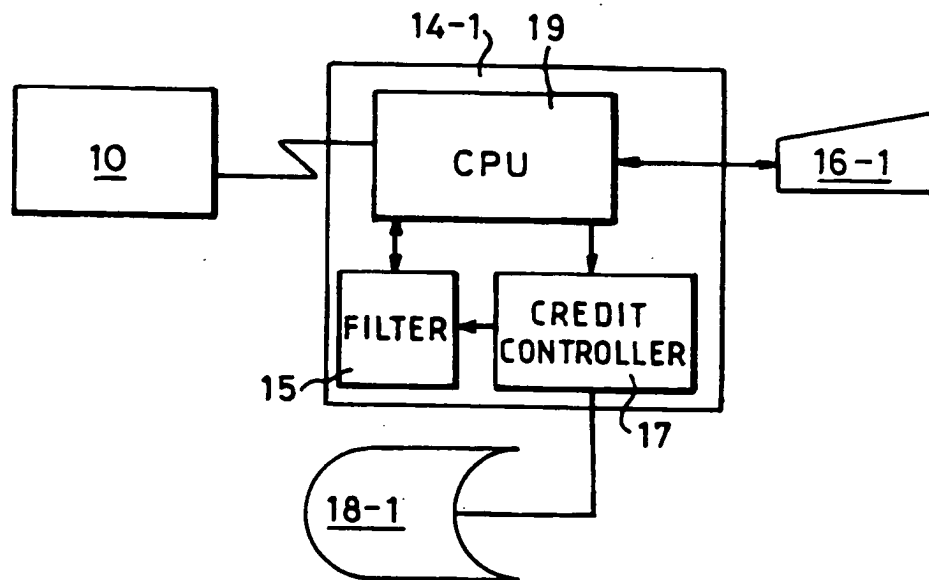 14-1
19
10
CPU
16-1
FILTER
CREDIT
CONTROLLER
15
17
18-1